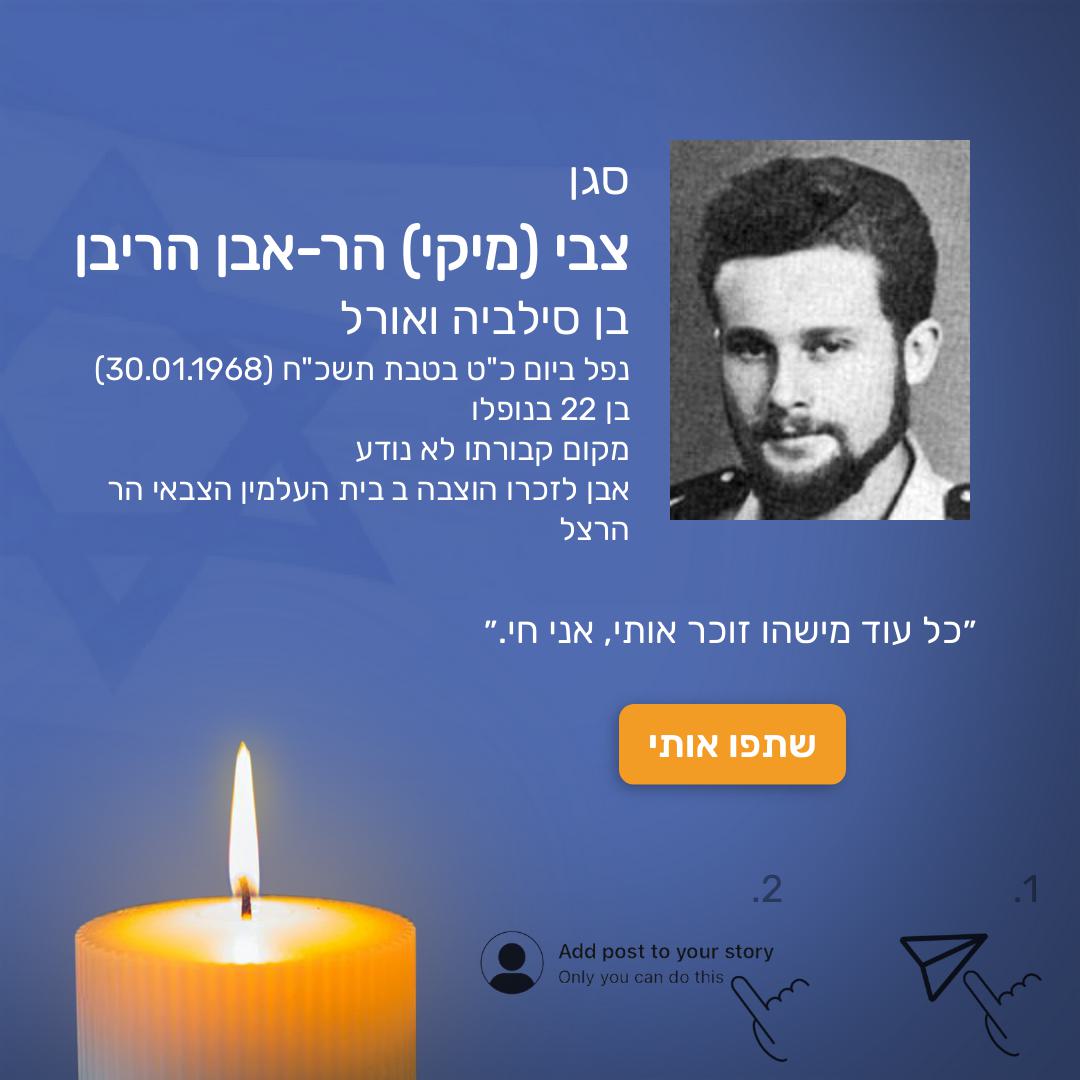 סגן
צבי (מיקי) הר-אבן הריבן
בן סילביה ואורל
נפל ביום כ"ט בטבת תשכ"ח (30.01.1968)
בן 22 בנופלו
מקום קבורתו לא נודע
אבן לזכרו הוצבה ב בית העלמין הצבאי הר
הרצל
״כל עוד מישהו זוכר אותי, אני חי.״
שתפו אותי
1.
2.
Add post to your story
Only you can do this